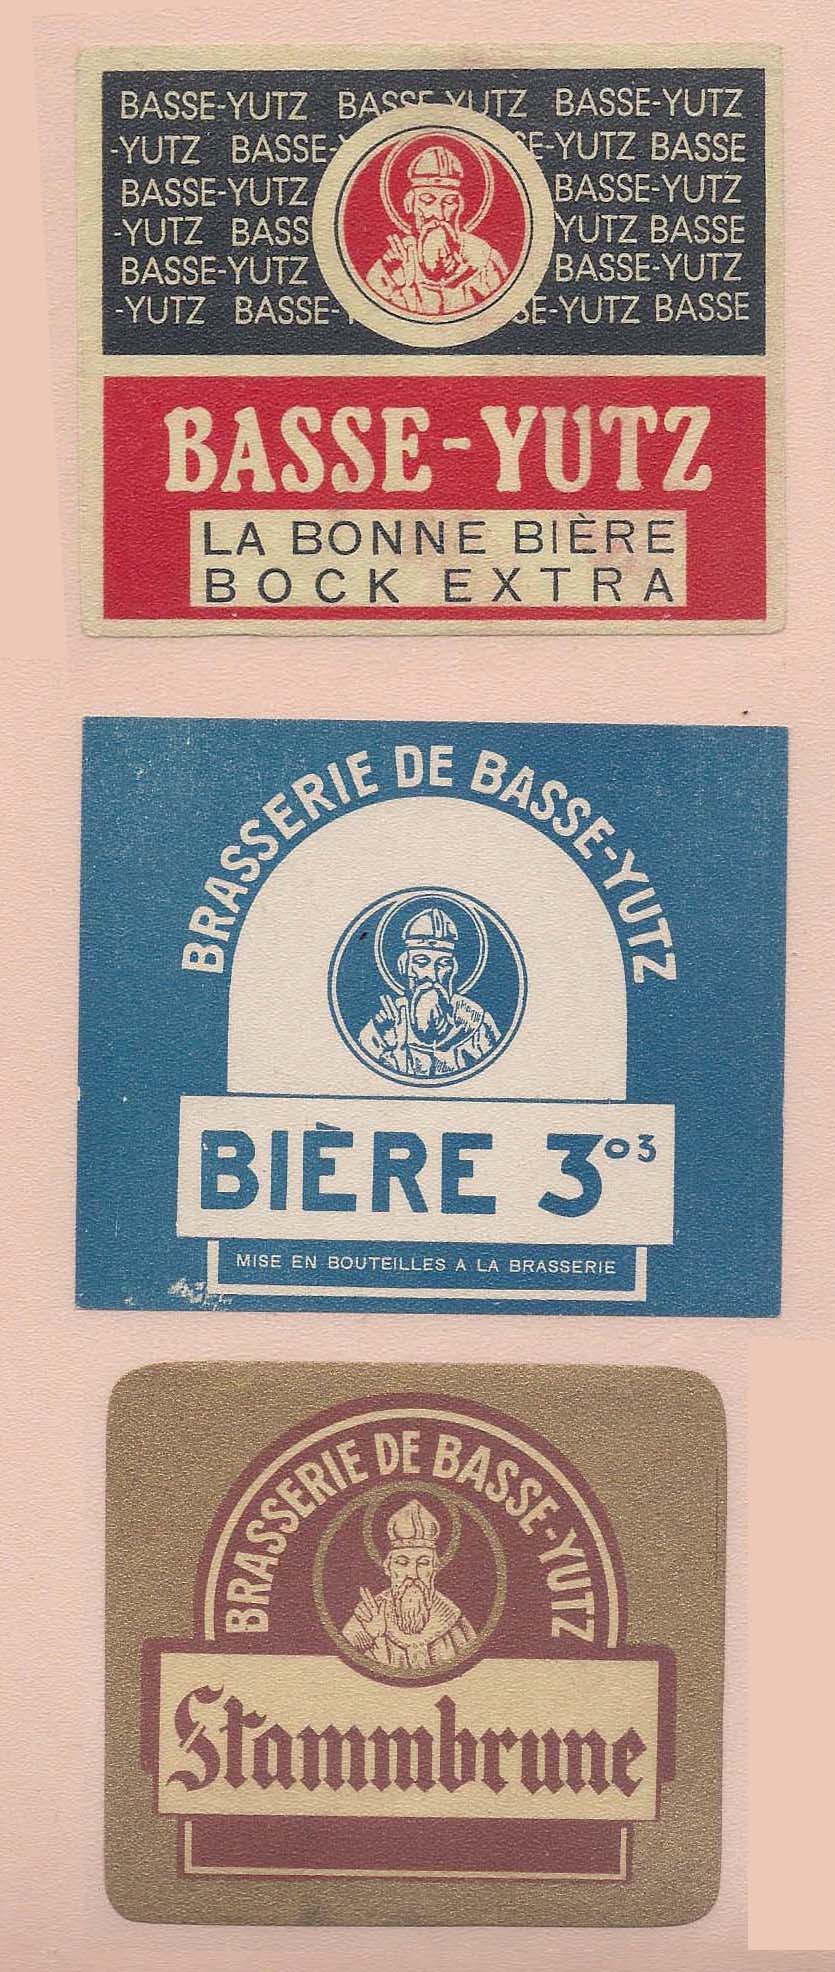 BASSE-YUTZ BASSE YUTZ BASSE-YUTZ
-YUTZ BASSE- E-YUTZ BASSE
BASSE-YUTZ BASSE-YUTZ
-YUTZ BASS YUTZ BASSE
BASSE-YUTZ BASSE-YUTZ
-YUTZ BASSE- SE-YUTZ BASSE
BASSE-YUTZ
LA BONNE BIÈRE
BOCK EXTRA
BRASSERIE DE BASSE-YUTZ
BIÈRE 3°3
MISE EN BOUTEILLES A LA BRASSERIE
BRASSERIE DE BASSE-YUTZ
Stammbrune